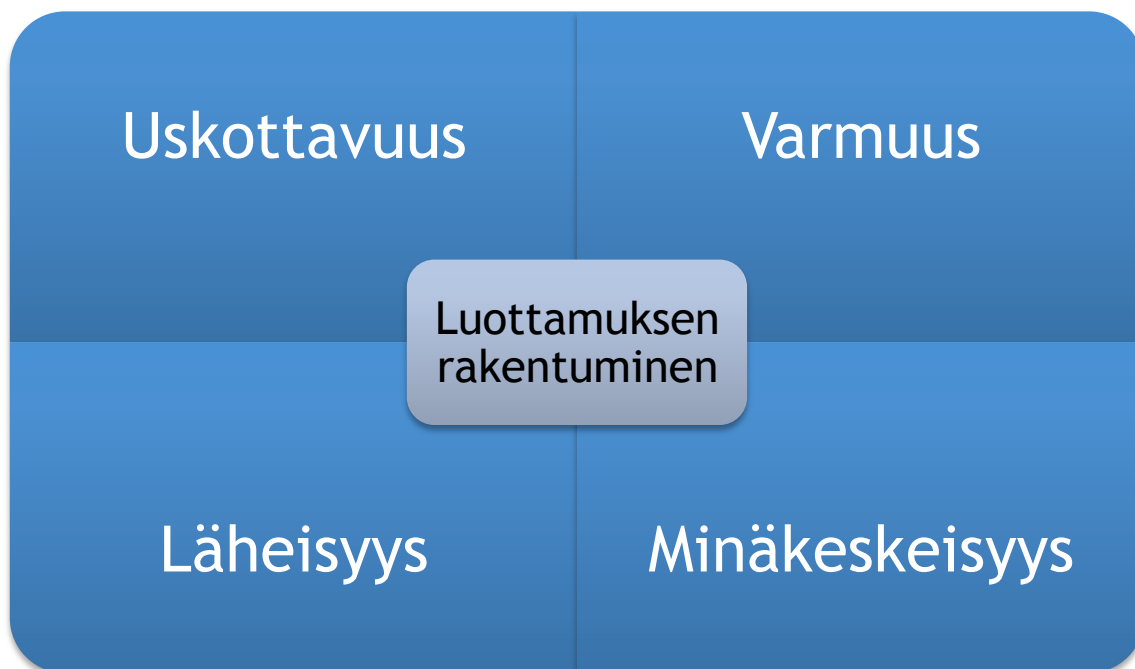 Uskottavuus
Varmuus
Luottamuksen
rakentuminen
Läheisyys
Minäkeskeisyys